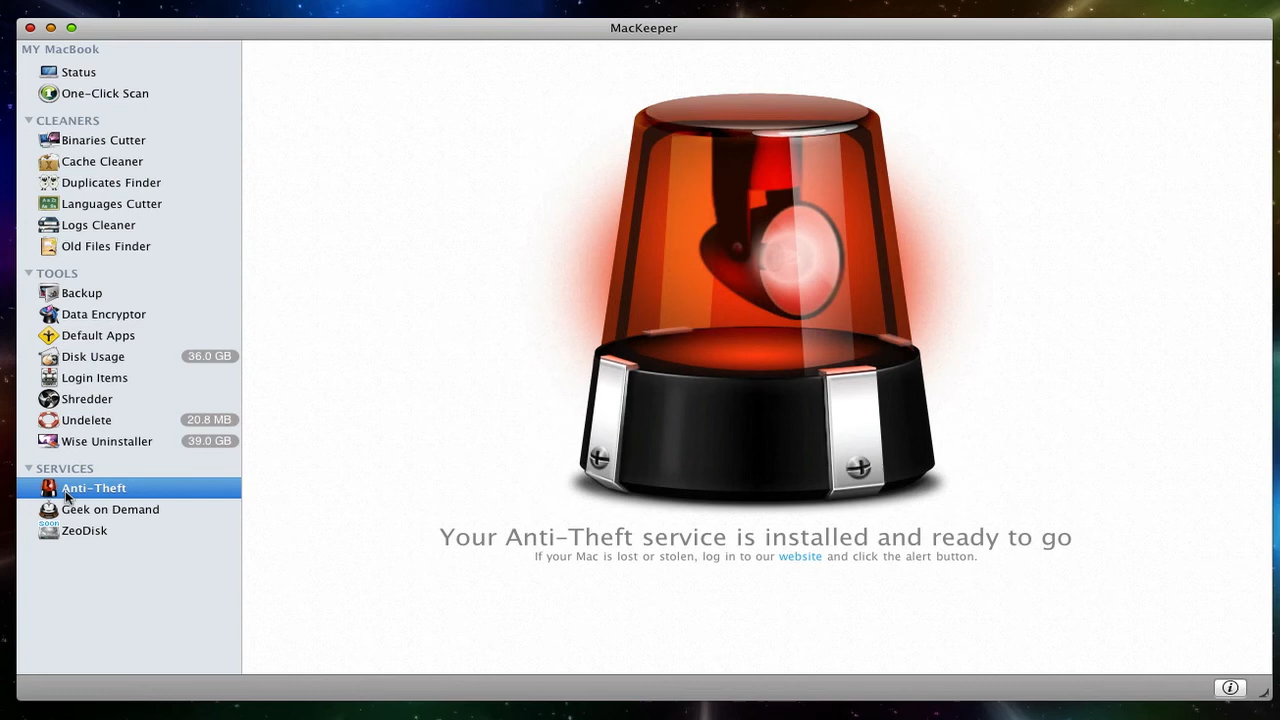 MacKeeper
MY MacBook
Status
One-Click Scan
CLEANERS
Binaries Cutter
Cache Cleaner
Duplicates Finder
Languages Cutter
Logs Cleaner
Old Files Finder
TOOLS
Backup
Data Encryptor
Default Apps
Disk Usage 36.0 GB
Login Items
Shredder
Undelete 20.8 MB
Wise Uninstaller 39.0 GB
SERVICES
Anti-Theft
Geek on Demand
soon
ZeoDisk
Your Anti-Theft service is installed and ready to go
If your Mac is lost or stolen, log in to our website and click the alert button.